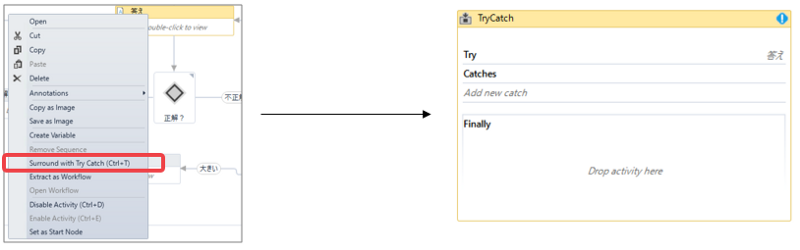 答え
Double-click to view
Open
Cut
Copy
Paste
Delete
Annotations
Copy as Image
Save as Image
Create Variable
Remove Sequence
Surround with Try Catch (Ctrl+T)
Extract as Workflow
Open Workflow
Disable Activity (Ctrl+D)
Enable Activity (Ctrl+E)
Set as Start Node
正解？
不正解
大きい
TryCatch
Try
答え
Catches
Add new catch
Finally
Drop activity here